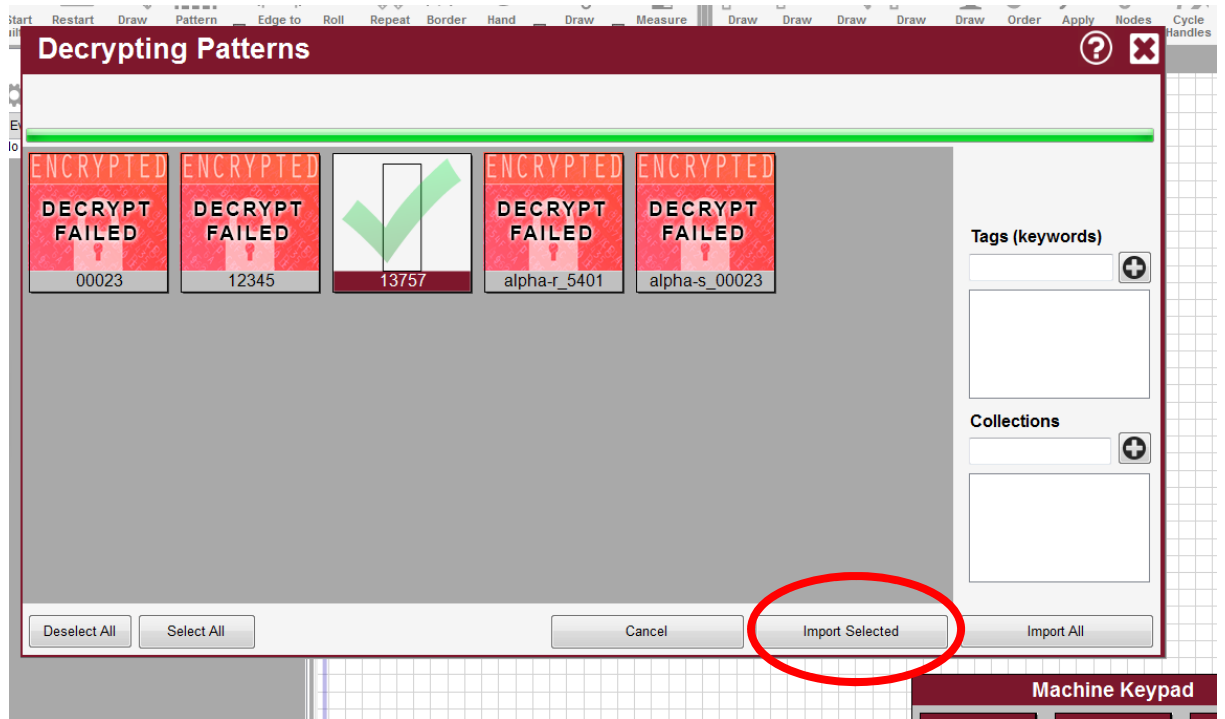 Start Restart Draw Pattern Edge to Roll Repeat Border Hand Draw Measure Draw Draw Draw Draw Draw Order Apply Nodes Cycle
Handles
Decrypting Patterns
ENCRYPTED ENCRYPTED ENCRYPTED ENCRYPTED
DECRYPT DECRYPT DECRYPT DECRYPT
FAILED FAILED FAILED FAILED
00023 12345 13757 alpha-r_5401 alpha-s_00023
Tags (keywords)
Collections
Deselect All Select All Cancel Import Selected Import All
Machine Keypad